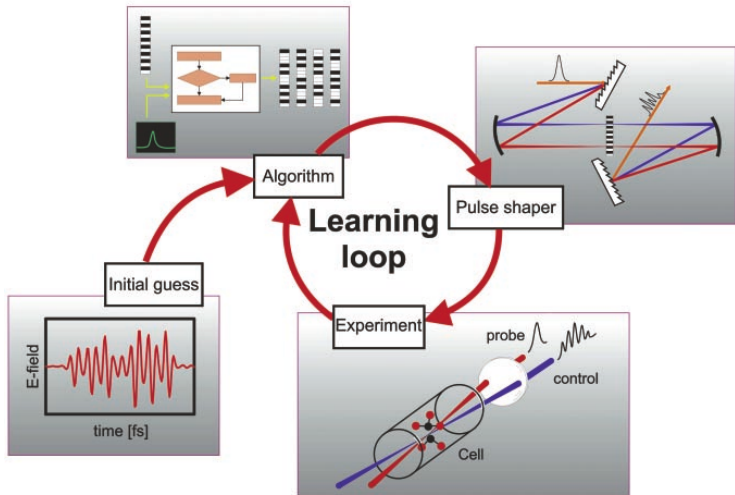 Algorithm
Pulse shaper
Learning
loop
Initial guess
Experiment
E-field
time [fs]
probe
control
Cell